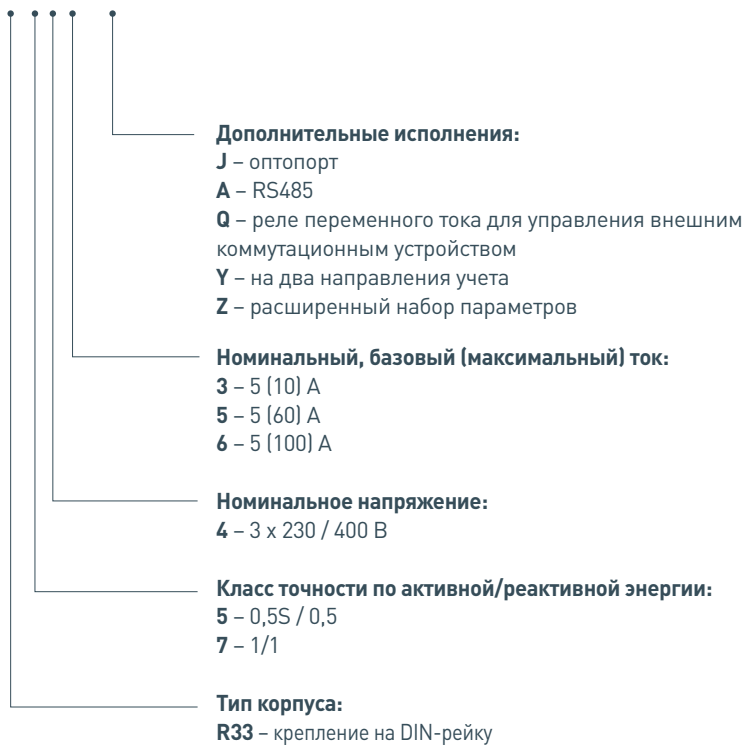 Дополнительные исполнения:
J – оптопорт
A – RS485
Q – реле переменного тока для управления внешним
коммутационным устройством
Y – на два направления учета
Z – расширенный набор параметров
Номинальный, базовый (максимальный) ток:
3 – 5 (10) А
5 – 5 (60) А
6 – 5 (100) А
Номинальное напряжение:
4 – 3 x 230 / 400 В
Класс точности по активной/реактивной энергии:
5 – 0,5S / 0,5
7 – 1/1
Тип корпуса:
R33 – крепление на DIN-рейку